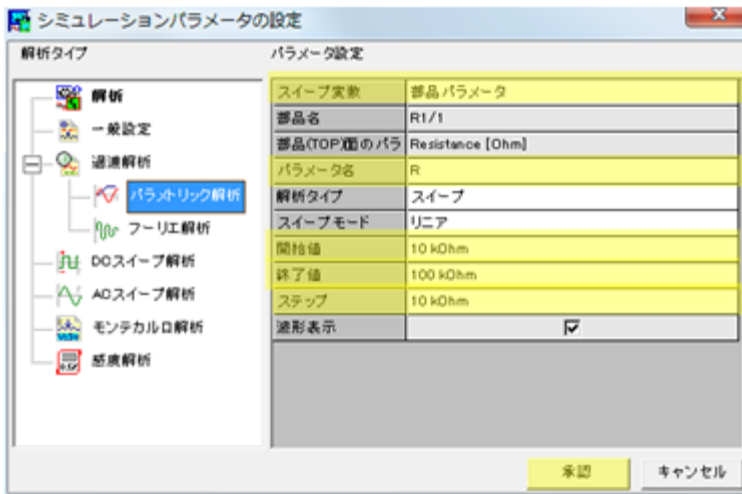 シミュレーションパラメータの設定
解析タイプ
パラメータ設定
解析
一般設定
過渡解析
パラメトリック解析
フーリエ解析
DCスイープ解析
ACスイープ解析
モンテカルロ解析
感度解析
スイープ変数 部品パラメータ
部品名 R1/1
部品(TOP)面のパラ Resistance [Ohm]
パラメータ名 R
解析タイプ スイープ
スイープモード リニア
開始値 10 kOhm
終了値 100 kOhm
ステップ 10 kOhm
波形表示
承認 キャンセル